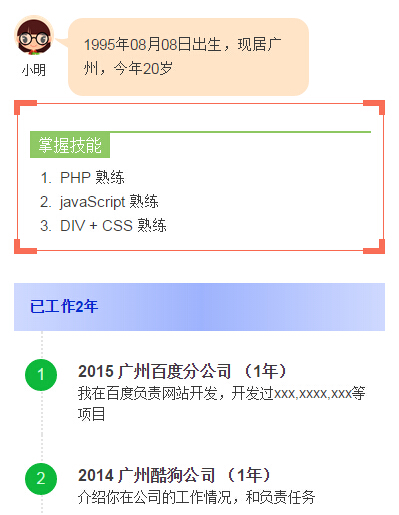 1995年08月08日出生，现居广
州，今年20岁
小明
掌握技能
1. PHP 熟练
2. javaScript 熟练
3. DIV + CSS 熟练
已工作2年
1
2015 广州百度分公司 （1年）
我在百度负责网站开发，开发过xxx,xxxx,xxx等
项目
2
2014 广州酷狗公司 （1年）
介绍你在公司的工作情况，和负责任务